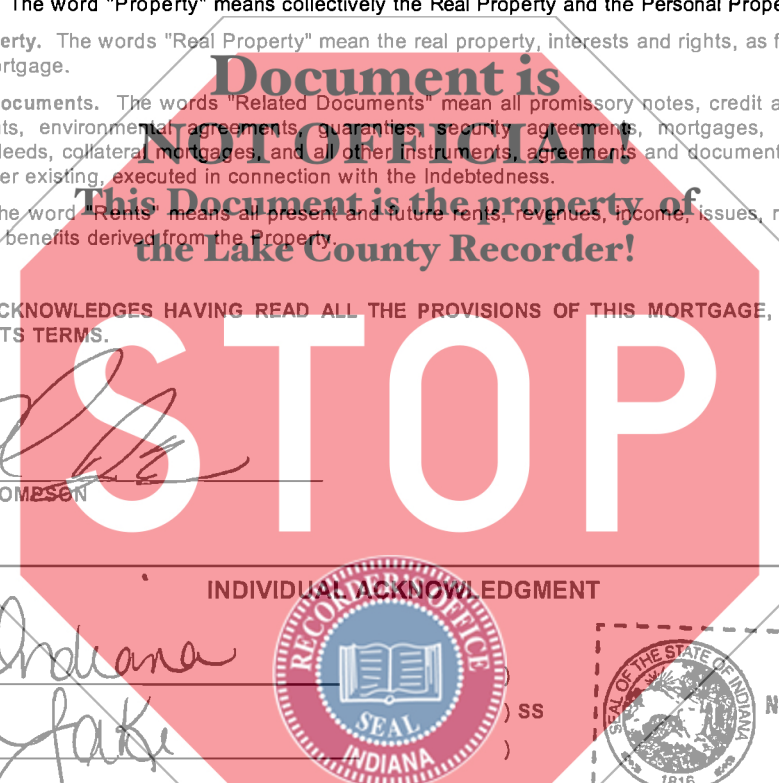 The word "Property" means collectively the Real Property and the Personal Prope
erty. The words "Real Property" mean the real property, interests and rights, as f
ortgage.
Document is
ocuments. The words "Related Documents" mean all promissory notes, credit a
ts, environmental agreements, guaranties, security agreements, mortgages,
NOT OFFICIAL!
deeds, collateral mortgages, and all other instruments, agreements and document
er existing, executed in connection with the Indebtedness.
This Document is the property of
he word "Rents" means all present and future rents, revenues, income, issues, r
benefits derived from the Property.
the Lake County Recorder!
CKNOWLEDGES HAVING READ ALL THE PROVISIONS OF THIS MORTGAGE,
TS TERMS.
STOP
OMPSON
INDIVIDUAL ACKNOWLEDGMENT
RECORDER'S OFFICE
SEAL
INDIANA
Indiana
)
) SS
Lake
)
SEAL OF THE STATE OF INDIANA
1816
N